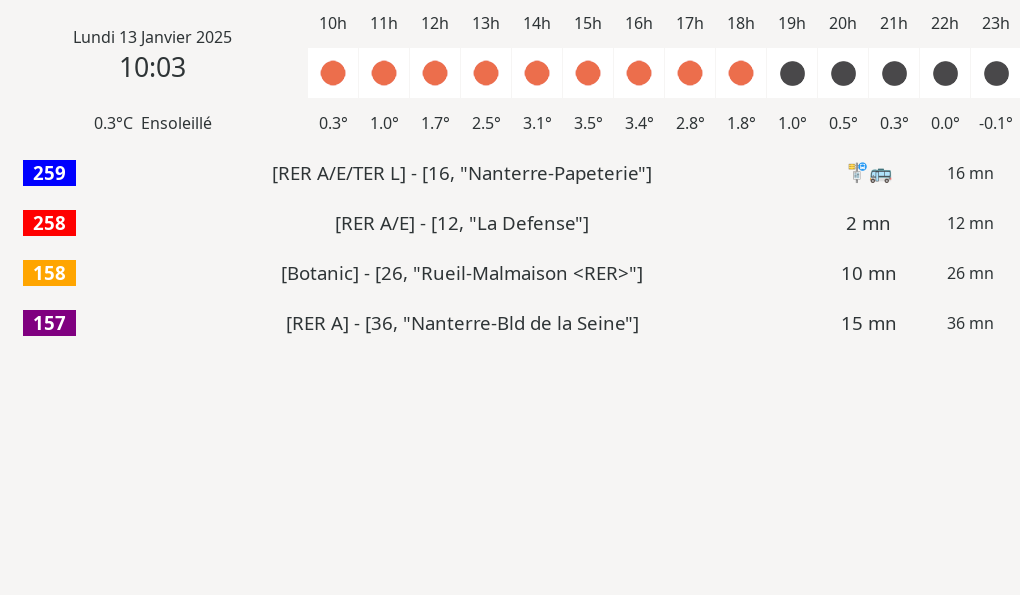 Lundi 13 Janvier 2025
10:03
10h 11h 12h 13h 14h 15h 16h 17h 18h 19h 20h 21h 22h 23h
0.3°C Ensoleillé
0.3° 1.0° 1.7° 2.5° 3.1° 3.5° 3.4° 2.8° 1.8° 1.0° 0.5° 0.3° 0.0° -0.1°
259 [RER A/E/TER L] - [16, "Nanterre-Papeterie"] 🚏🚌 16 mn
258 [RER A/E] - [12, "La Defense"] 2 mn 12 mn
158 [Botanic] - [26, "Rueil-Malmaison <RER>"] 10 mn 26 mn
157 [RER A] - [36, "Nanterre-Bld de la Seine"] 15 mn 36 mn